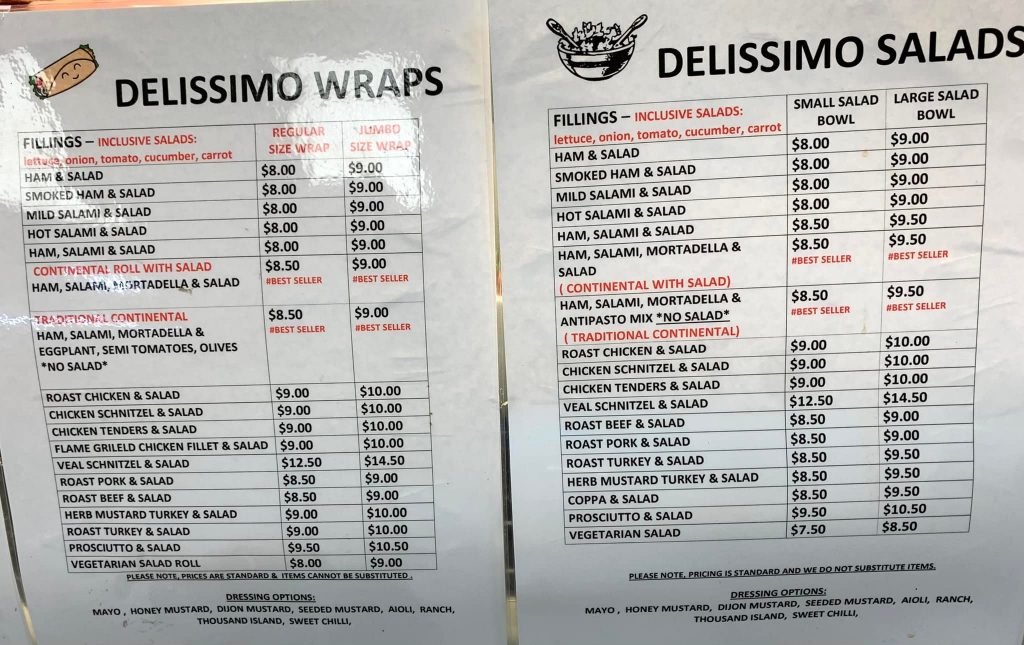 DELISSIMO WRAPS
FILLINGS – INCLUSIVE SALADS:
lettuce, onion, tomato, cucumber, carrot
REGULAR SIZE WRAP
JUMBO SIZE WRAP
HAM & SALAD $8.00 $9.00
SMOKED HAM & SALAD $8.00 $9.00
MILD SALAMI & SALAD $8.00 $9.00
HOT SALAMI & SALAD $8.00 $9.00
HAM, SALAMI & SALAD $8.00 $9.00
CONTINENTAL ROLL WITH SALAD $8.50 $9.00
HAM, SALAMI, MORTADELLA & SALAD #BEST SELLER #BEST SELLER
TRADITIONAL CONTINENTAL $8.50 $9.00
HAM, SALAMI, MORTADELLA & #BEST SELLER #BEST SELLER
EGGPLANT, SEMI TOMATOES, OLIVES
*NO SALAD*
ROAST CHICKEN & SALAD $9.00 $10.00
CHICKEN SCHNITZEL & SALAD $9.00 $10.00
CHICKEN TENDERS & SALAD $9.00 $10.00
FLAME GRILELD CHICKEN FILLET & SALAD $9.00 $10.00
VEAL SCHNITZEL & SALAD $12.50 $14.50
ROAST PORK & SALAD $8.50 $9.00
ROAST BEEF & SALAD $8.50 $9.00
HERB MUSTARD TURKEY & SALAD $9.00 $10.00
ROAST TURKEY & SALAD $9.00 $10.00
PROSCIUTTO & SALAD $9.50 $10.50
VEGETARIAN SALAD ROLL $8.00 $9.00
PLEASE NOTE, PRICES ARE STANDARD & ITEMS CANNOT BE SUBSTITUTED .
DRESSING OPTIONS:
MAYO , HONEY MUSTARD, DIJON MUSTARD, SEEDED MUSTARD, AIOLI, RANCH,
THOUSAND ISLAND, SWEET CHILLI,
DELISSIMO SALADS
FILLINGS – INCLUSIVE SALADS:
lettuce, onion, tomato, cucumber, carrot
SMALL SALAD BOWL
LARGE SALAD BOWL
HAM & SALAD $8.00 $9.00
SMOKED HAM & SALAD $8.00 $9.00
MILD SALAMI & SALAD $8.00 $9.00
HOT SALAMI & SALAD $8.00 $9.00
HAM, SALAMI & SALAD $8.50 $9.50
HAM, SALAMI, MORTADELLA & $8.50 $9.50
SALAD #BEST SELLER #BEST SELLER
( CONTINENTAL WITH SALAD)
HAM, SALAMI, MORTADELLA & $8.50 $9.50
ANTIPASTO MIX *NO SALAD* #BEST SELLER #BEST SELLER
( TRADITIONAL CONTINENTAL)
ROAST CHICKEN & SALAD $9.00 $10.00
CHICKEN SCHNITZEL & SALAD $9.00 $10.00
CHICKEN TENDERS & SALAD $9.00 $10.00
VEAL SCHNITZEL & SALAD $12.50 $14.50
ROAST BEEF & SALAD $8.50 $9.00
ROAST PORK & SALAD $8.50 $9.00
ROAST TURKEY & SALAD $8.50 $9.50
HERB MUSTARD TURKEY & SALAD $8.50 $9.50
COPPA & SALAD $8.50 $9.50
PROSCIUTTO & SALAD $9.50 $10.50
VEGETARIAN SALAD $7.50 $8.50
PLEASE NOTE, PRICING IS STANDARD AND WE DO NOT SUBSTITUTE ITEMS.
DRESSING OPTIONS:
MAYO , HONEY MUSTARD, DIJON MUSTARD, SEEDED MUSTARD, AIOLI, RANCH,
THOUSAND ISLAND, SWEET CHILLI,